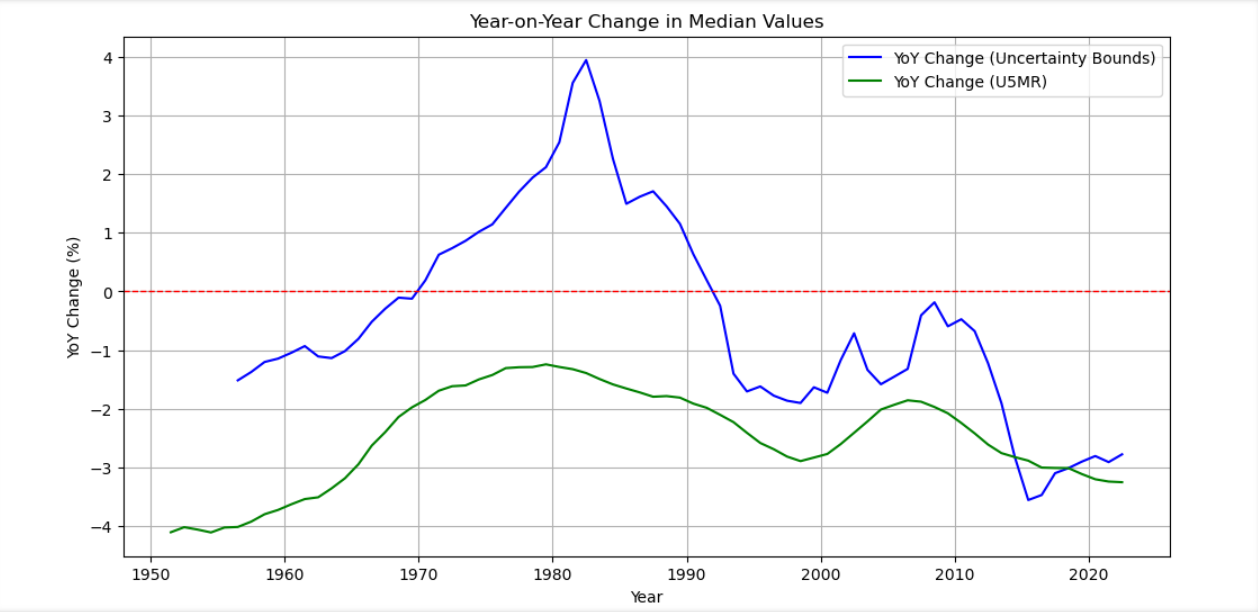 Year-on-Year Change in Median Values
YoY Change (Uncertainty Bounds)
YoY Change (U5MR)
4
3
2
1
0
−1
−2
−3
−4
YoY Change (%)
1950 1960 1970 1980 1990 2000 2010 2020
Year